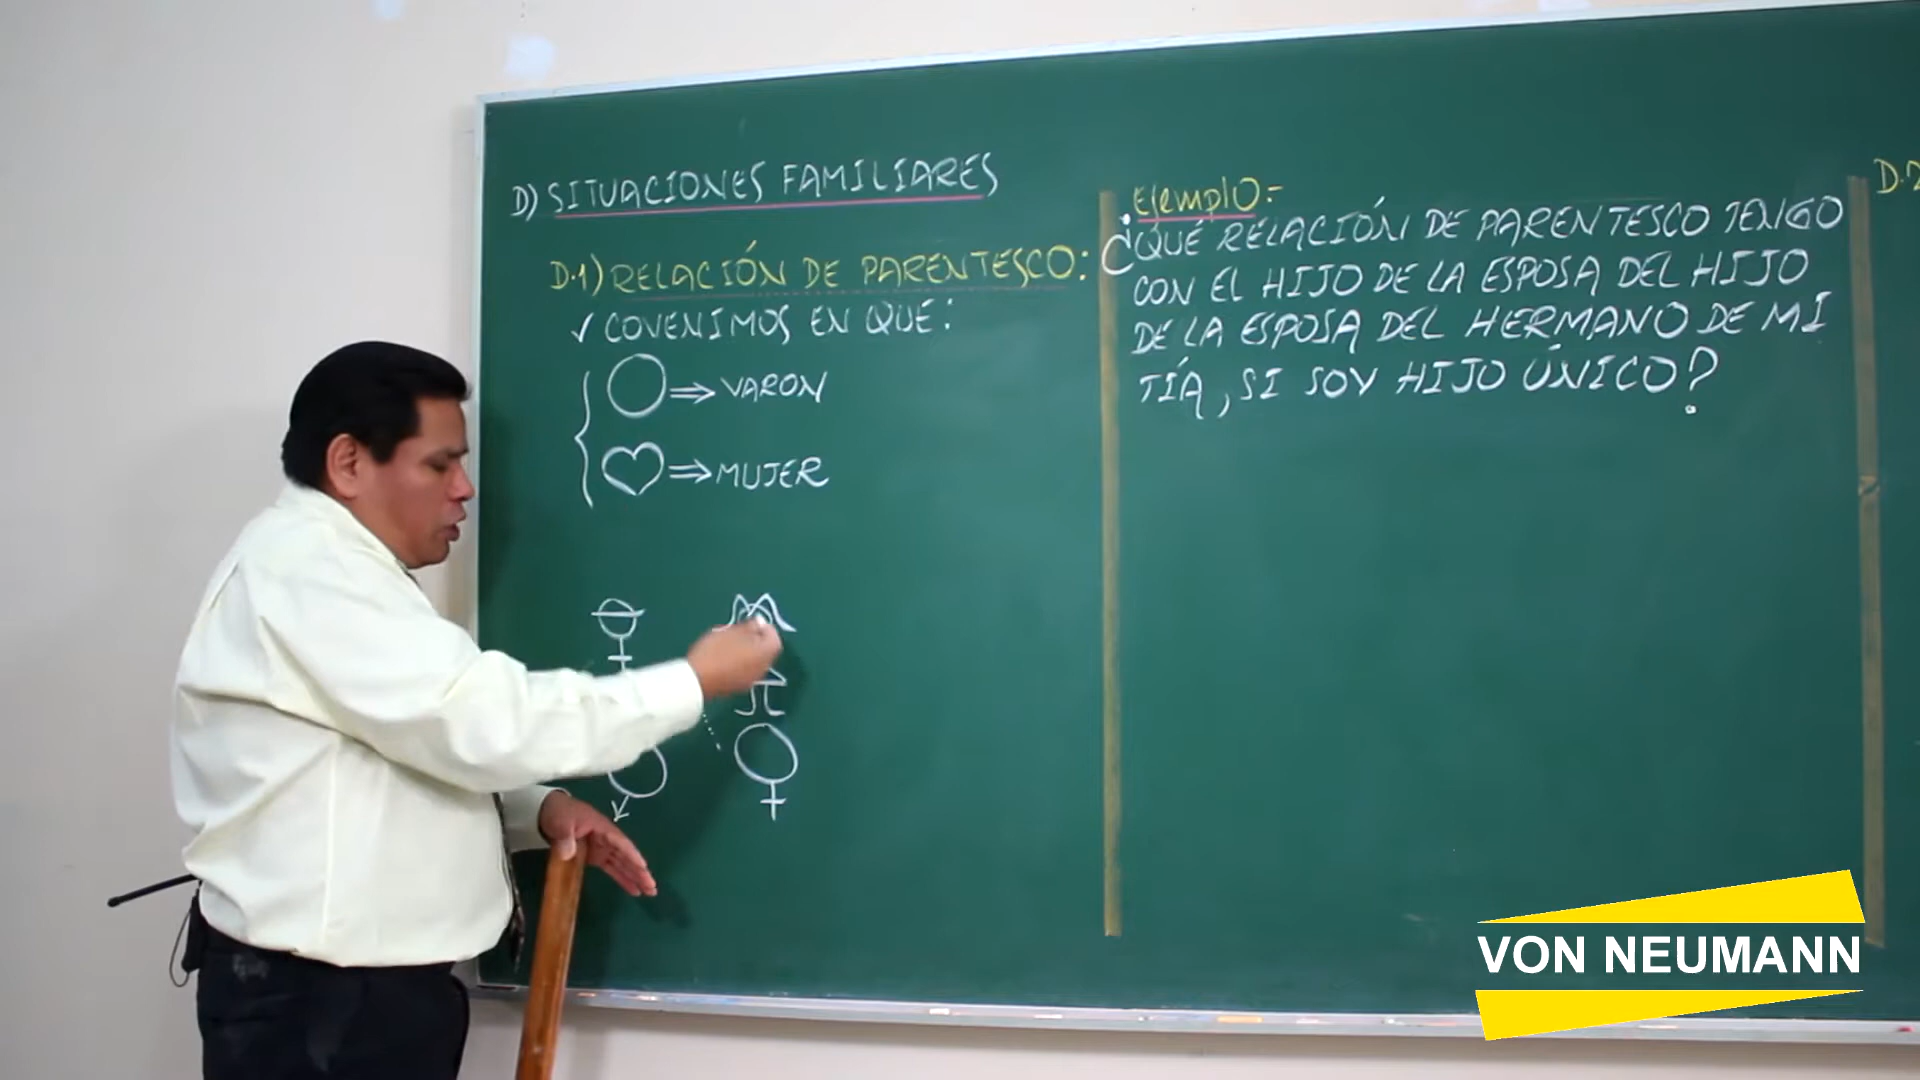 D) SITUACIONES FAMILIARES
D.1) RELACIÓN DE PARENTESCO:
✓ COVENIMOS EN QUE:
⇒ VARON
⇒ MUJER
Ejemplo:-
¿QUÉ RELACIÓN DE PARENTESCO TENGO
CON EL HIJO DE LA ESPOSA DEL HIJO
DE LA ESPOSA DEL HERMANO DE MI
TÍA, SI SOY HIJO ÚNICO?
D.2
VON NEUMANN